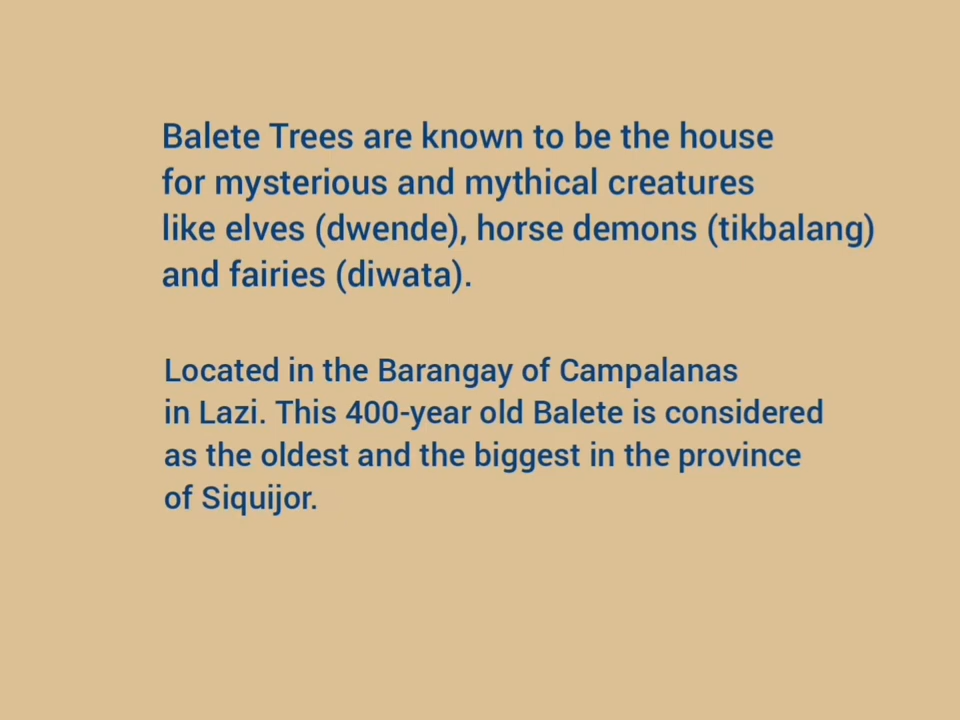 Balete Trees are known to be the house
for mysterious and mythical creatures
like elves (dwende), horse demons (tikbalang)
and fairies (diwata).
Located in the Barangay of Campalanas
in Lazi. This 400-year old Balete is considered
as the oldest and the biggest in the province
of Siquijor.